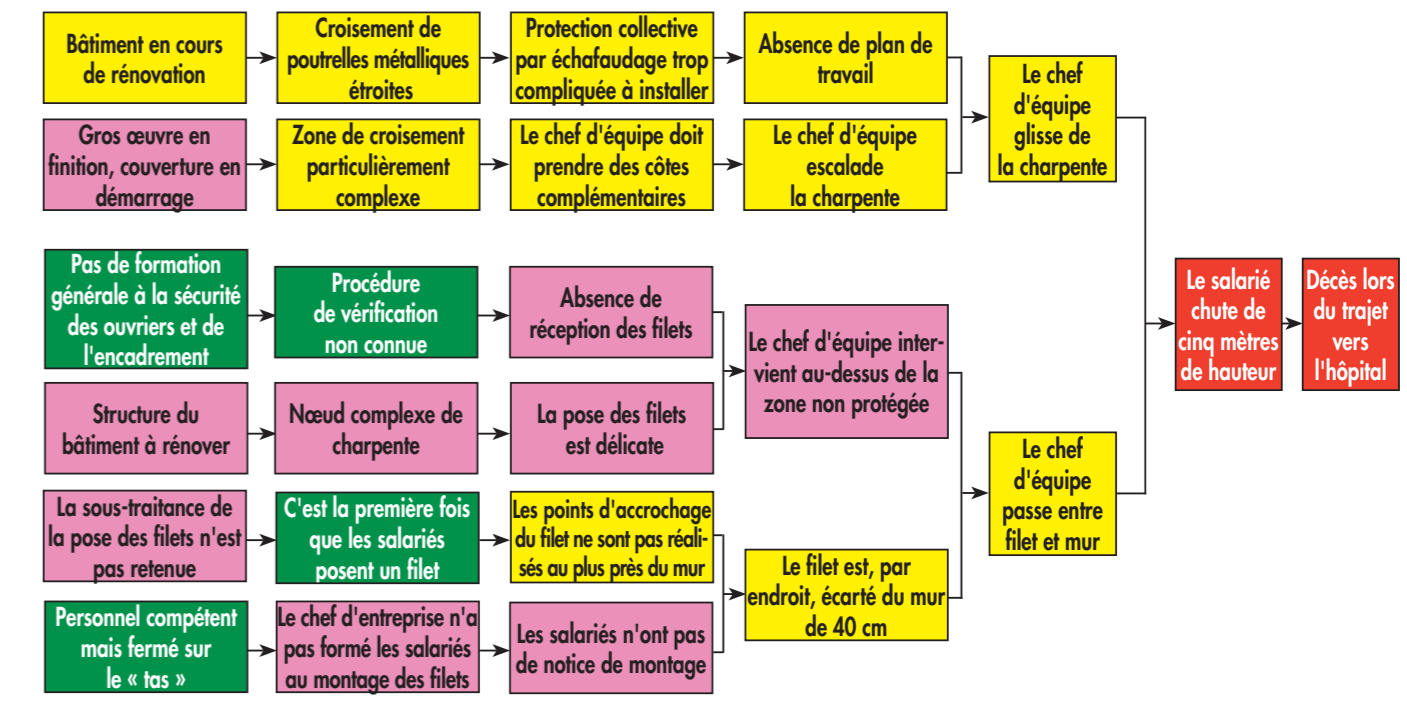 Bâtiment en cours
de rénovation
Croisement de
poutrelles métalliques
étroites
Protection collective
par échafaudage trop
compliquée à installer
Absence de plan de
travail
Gros œuvre en
finition, couverture en
démarrage
Zone de croisement
particulièrement
complexe
Le chef d'équipe doit
prendre des côtes
complémentaires
Le chef d'équipe
escalade
la charpente
Le chef
d'équipe
glisse de
la charpente
Pas de formation
générale à la sécurité
des ouvriers et de
l'encadrement
Procédure
de vérification
non connue
Absence de
réception des filets
Structure du
bâtiment à rénover
Nœud complexe de
charpente
La pose des filets
est délicate
Le chef d'équipe inter-
vient au-dessus de la
zone non protégée
La sous-traitance de
la pose des filets n'est
pas retenue
C'est la première fois
que les salariés
posent un filet
Les points d'accrochage
du filet ne sont pas réali-
sés au plus près du mur
Personnel compétent
mais fermé sur
le « tas »
Le chef d'entreprise n'a
pas formé les salariés
au montage des filets
Les salariés n'ont pas
de notice de montage
Le filet est, par
endroit, écarté du mur
de 40 cm
Le chef
d'équipe
passe entre
filet et mur
Le salarié
chute de
cinq mètres
de hauteur
Décès lors
du trajet
vers
l'hôpital